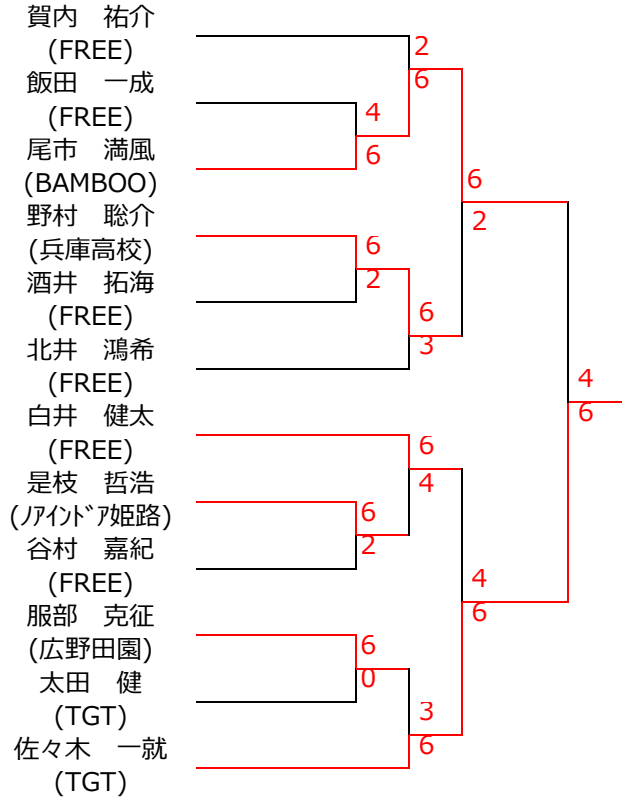 賀内　祐介
(FREE)
飯田　一成
(FREE)
尾市　満風
(BAMBOO)
野村　聡介
(兵庫高校)
酒井　拓海
(FREE)
北井　鴻希
(FREE)
白井　健太
(FREE)
是枝　哲浩
(ﾉｱｲﾝﾄﾞｱ姫路)
谷村　嘉紀
(FREE)
服部　克征
(広野田園)
太田　健
(TGT)
佐々木　一就
(TGT)
2
6
4
6
6
2
6
2
6
3
4
6
6
4
6
2
4
6
6
0
3
6